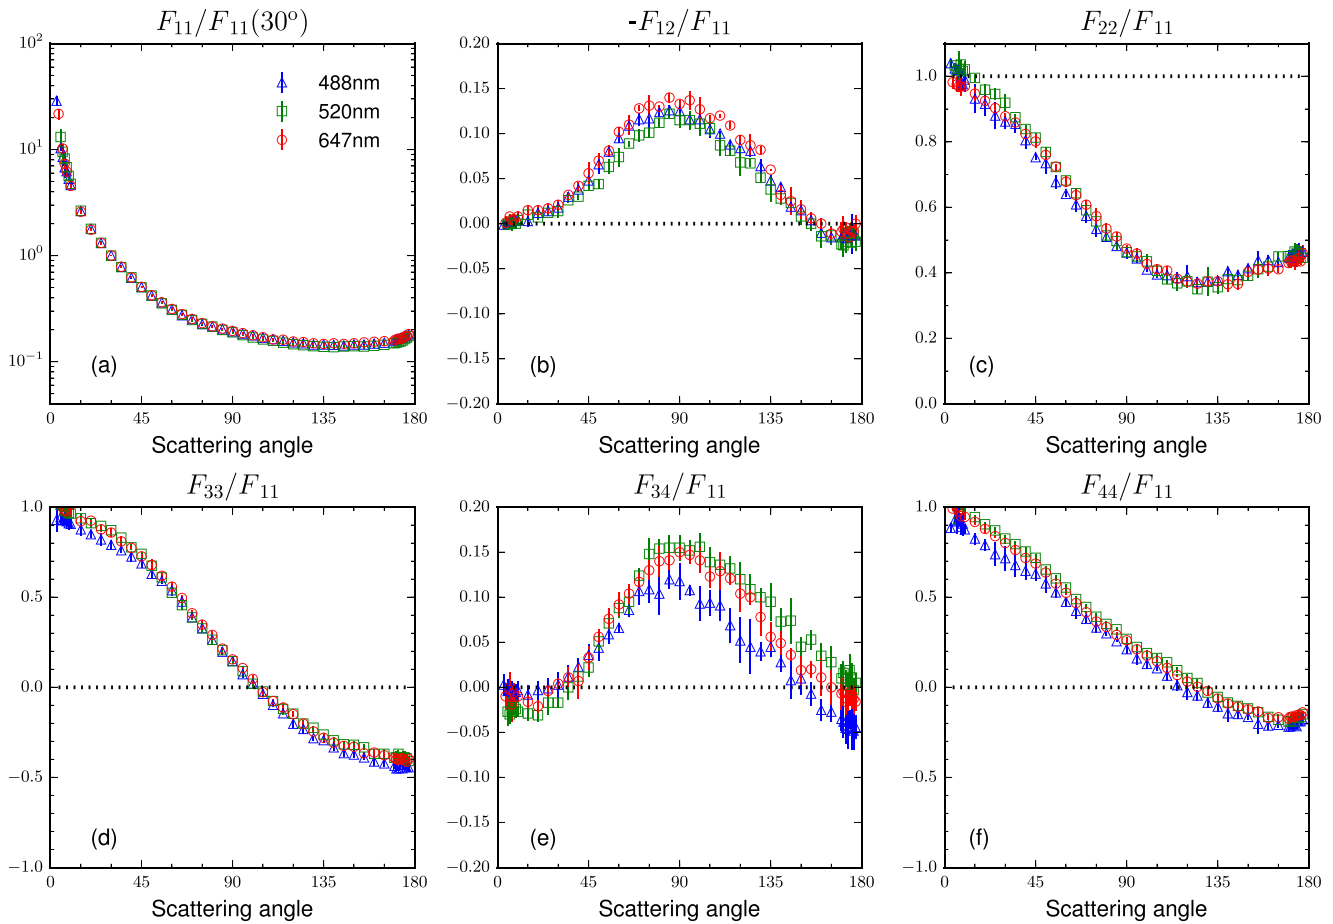 F₁₁/F₁₁(30°)
10²
10¹
10⁰
10⁻¹
488nm
520nm
647nm
(a)
0 45 90 135 180
Scattering angle
-F₁₂/F₁₁
0.20
0.15
0.10
0.05
0.00
−0.05
−0.10
−0.15
−0.20
(b)
0 45 90 135 180
Scattering angle
F₂₂/F₁₁
1.0
0.8
0.6
0.4
0.2
0.0
(c)
0 45 90 135 180
Scattering angle
F₃₃/F₁₁
1.0
0.5
0.0
−0.5
−1.0
(d)
0 45 90 135 180
Scattering angle
F₃₄/F₁₁
0.20
0.15
0.10
0.05
0.00
−0.05
−0.10
−0.15
−0.20
(e)
0 45 90 135 180
Scattering angle
F₄₄/F₁₁
1.0
0.5
0.0
−0.5
−1.0
(f)
0 45 90 135 180
Scattering angle